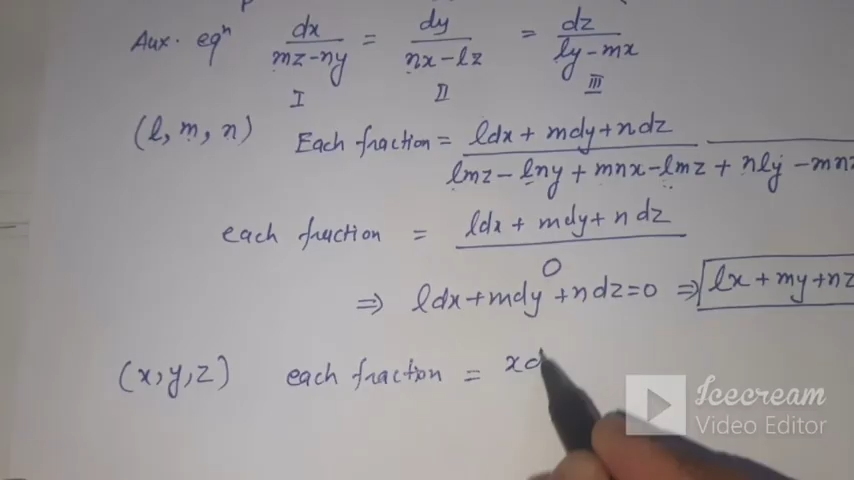 Aux. eqⁿ dx/(mz-ny) = dy/(nx-lz) = dz/(ly-mx)
I II III
(l, m, n) Each fraction = (ldx + mdy + ndz)/(lmz - lny + mnx - lmz + nly - mnz
each fraction = (ldx + mdy + n dz)/0
⇒ ldx + mdy + ndz = 0 ⇒ lx + my + nz
(x, y, z) each fraction = xd
Icecream
Video Editor